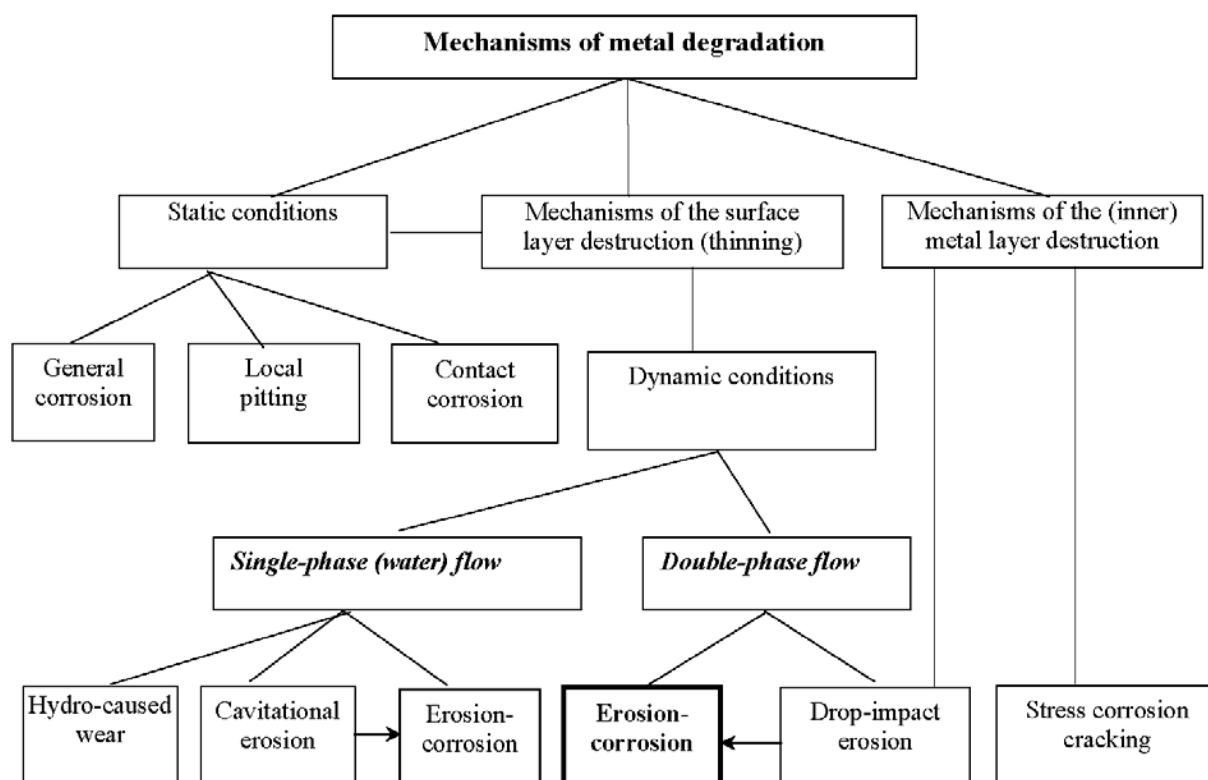 Mechanisms of metal degradation
Static conditions
Mechanisms of the surface
layer destruction (thinning)
Mechanisms of the (inner)
metal layer destruction
General
corrosion
Local
pitting
Contact
corrosion
Dynamic conditions
Single-phase (water) flow
Double-phase flow
Hydro-caused
wear
Cavitational
erosion
Erosion-
corrosion
Erosion-
corrosion
Drop-impact
erosion
Stress corrosion
cracking